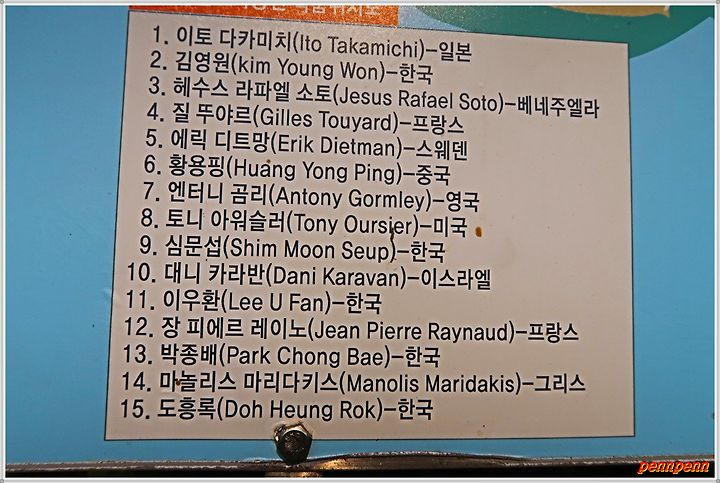 1. 이토 다카미치(Ito Takamichi)–일본
2. 김영원(kim Young Won)–한국
3. 헤수스 라파엘 소토(Jesus Rafael Soto)–베네주엘라
4. 질 뚜야르(Gilles Touyard)–프랑스
5. 에릭 디트망(Erik Dietman)–스웨덴
6. 황용핑(Huang Yong Ping)–중국
7. 엔터니 곰리(Antony Gormley)–영국
8. 토니 아워슬러(Tony Oursler)–미국
9. 심문섭(Shim Moon Seup)–한국
10. 대니 카라반(Dani Karavan)–이스라엘
11. 이우환(Lee U Fan)–한국
12. 장 피에르 레이노(Jean Pierre Raynaud)–프랑스
13. 박종배(Park Chong Bae)–한국
14. 마놀리스 마리다키스(Manolis Maridakis)–그리스
15. 도흥록(Doh Heung Rok)–한국
pennpenn